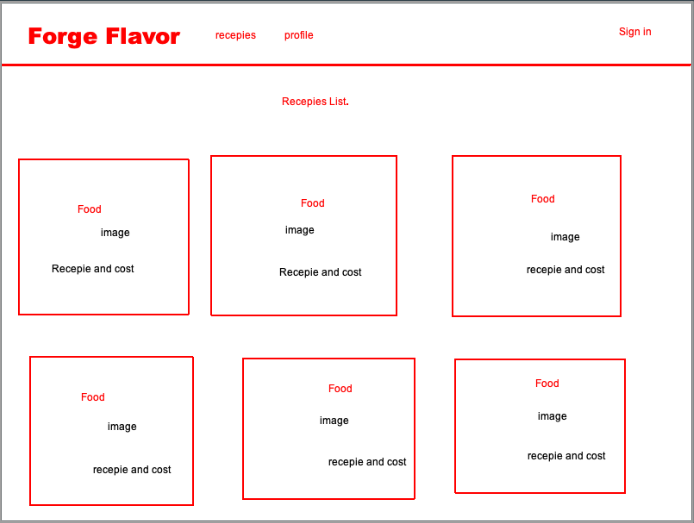 Forge Flavor recepies profile Sign in
Recepies List.
Food
image
Recepie and cost
Food
image
Recepie and cost
Food
image
recepie and cost
Food
image
recepie and cost
Food
image
recepie and cost
Food
image
recepie and cost